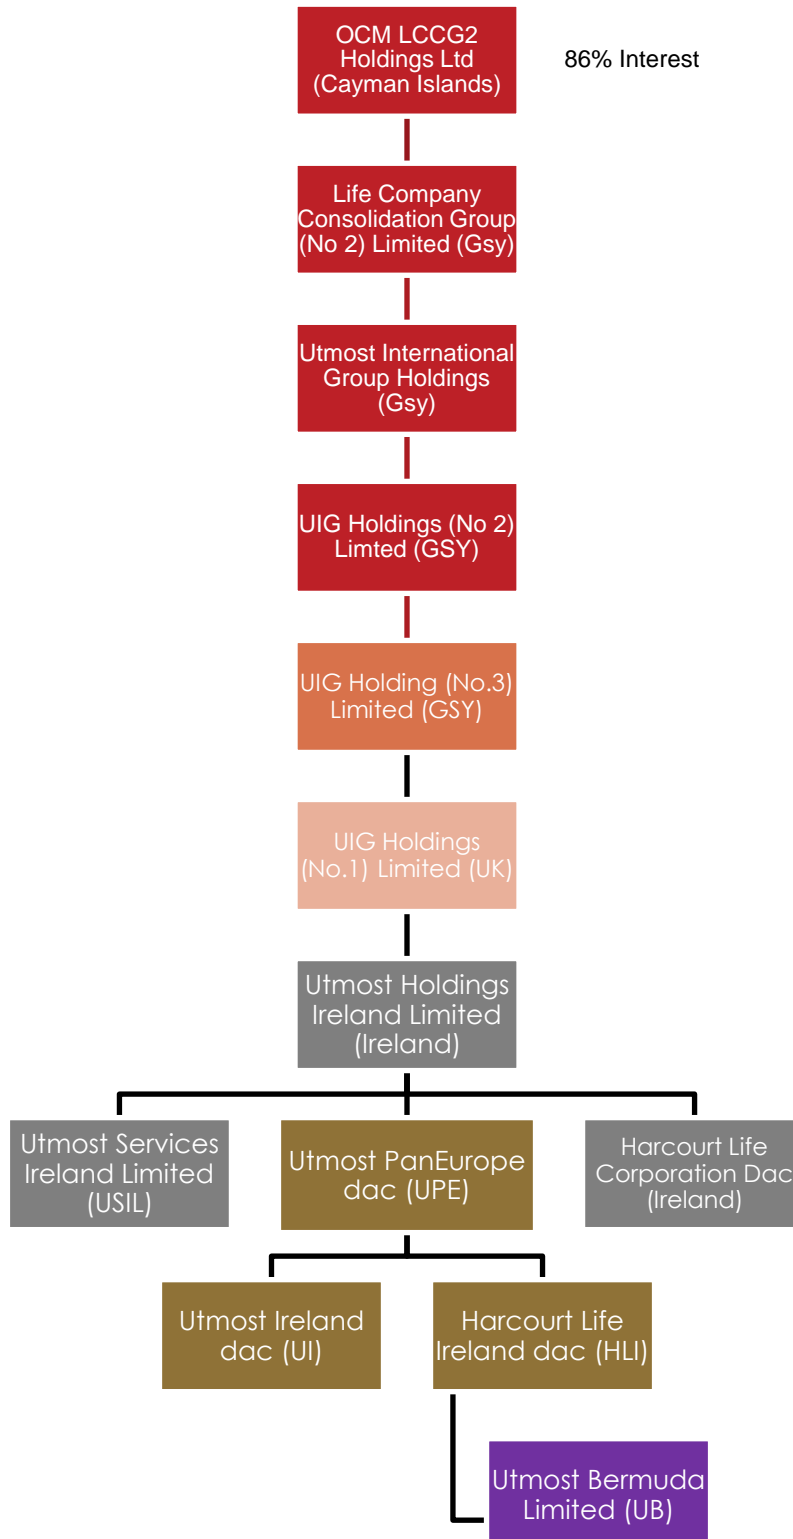 OCM LCCG2
Holdings Ltd
(Cayman Islands)
86% Interest
Life Company
Consolidation Group
(No 2) Limited (Gsy)
Utmost International
Group Holdings
(Gsy)
UIG Holdings (No 2)
Limted (GSY)
UIG Holding (No.3)
Limited (GSY)
UIG Holdings
(No.1) Limited (UK)
Utmost Holdings
Ireland Limited
(Ireland)
Utmost Services
Ireland Limited
(USIL)
Utmost PanEurope
dac (UPE)
Harcourt Life
Corporation Dac
(Ireland)
Utmost Ireland
dac (UI)
Harcourt Life
Ireland dac (HLI)
Utmost Bermuda
Limited (UB)